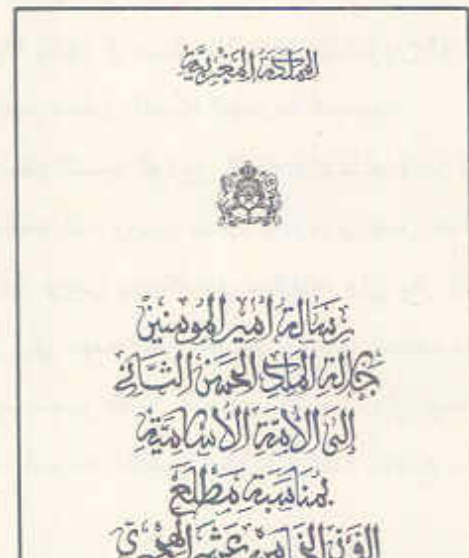 المملكة المغربية
رسالة أمير المومنين
جلالة الملك الحسن الثاني
إلى الأمة الإسلامية
بمناسبة مطلع
القرن الخامس عشر الهجري